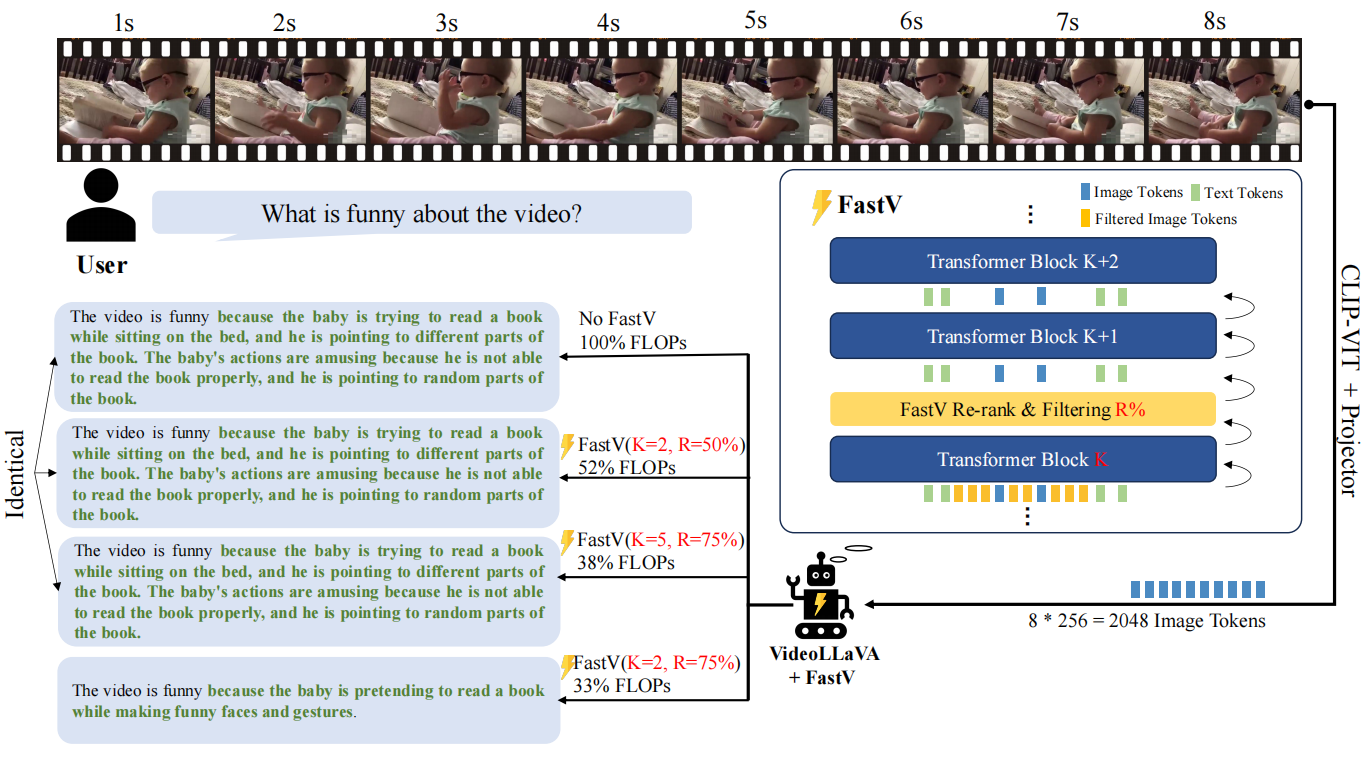 1s 2s 3s 4s 5s 6s 7s 8s
What is funny about the video?
User
FastV
Image Tokens
Text Tokens
Filtered Image Tokens
Transformer Block K+2
Transformer Block K+1
FastV Re-rank & Filtering R%
Transformer Block K
CLIP-VIT + Projector
8 * 256 = 2048 Image Tokens
VideoLLaVA
+ FastV
Identical
The video is funny because the baby is trying to read a book
while sitting on the bed, and he is pointing to different parts of
the book. The baby's actions are amusing because he is not able
to read the book properly, and he is pointing to random parts of
the book.
No FastV
100% FLOPs
The video is funny because the baby is trying to read a book
while sitting on the bed, and he is pointing to different parts of
the book. The baby's actions are amusing because he is not able
to read the book properly, and he is pointing to random parts of
the book.
FastV(K=2, R=50%)
52% FLOPs
The video is funny because the baby is trying to read a book
while sitting on the bed, and he is pointing to different parts of
the book. The baby's actions are amusing because he is not able
to read the book properly, and he is pointing to random parts of
the book.
FastV(K=5, R=75%)
38% FLOPs
The video is funny because the baby is pretending to read a book
while making funny faces and gestures.
FastV(K=2, R=75%)
33% FLOPs